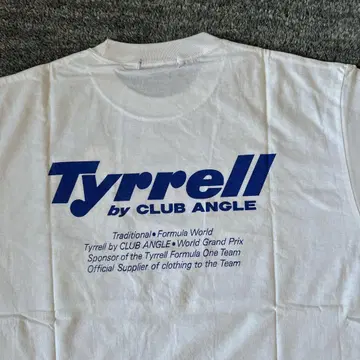 Tyrrell
by CLUB ANGLE
Traditional•Formula World
Tyrrell by CLUB ANGLE•World Grand Prix
Sponsor of the Tyrrell Formula One Team
Official Supplier of clothing to the Team